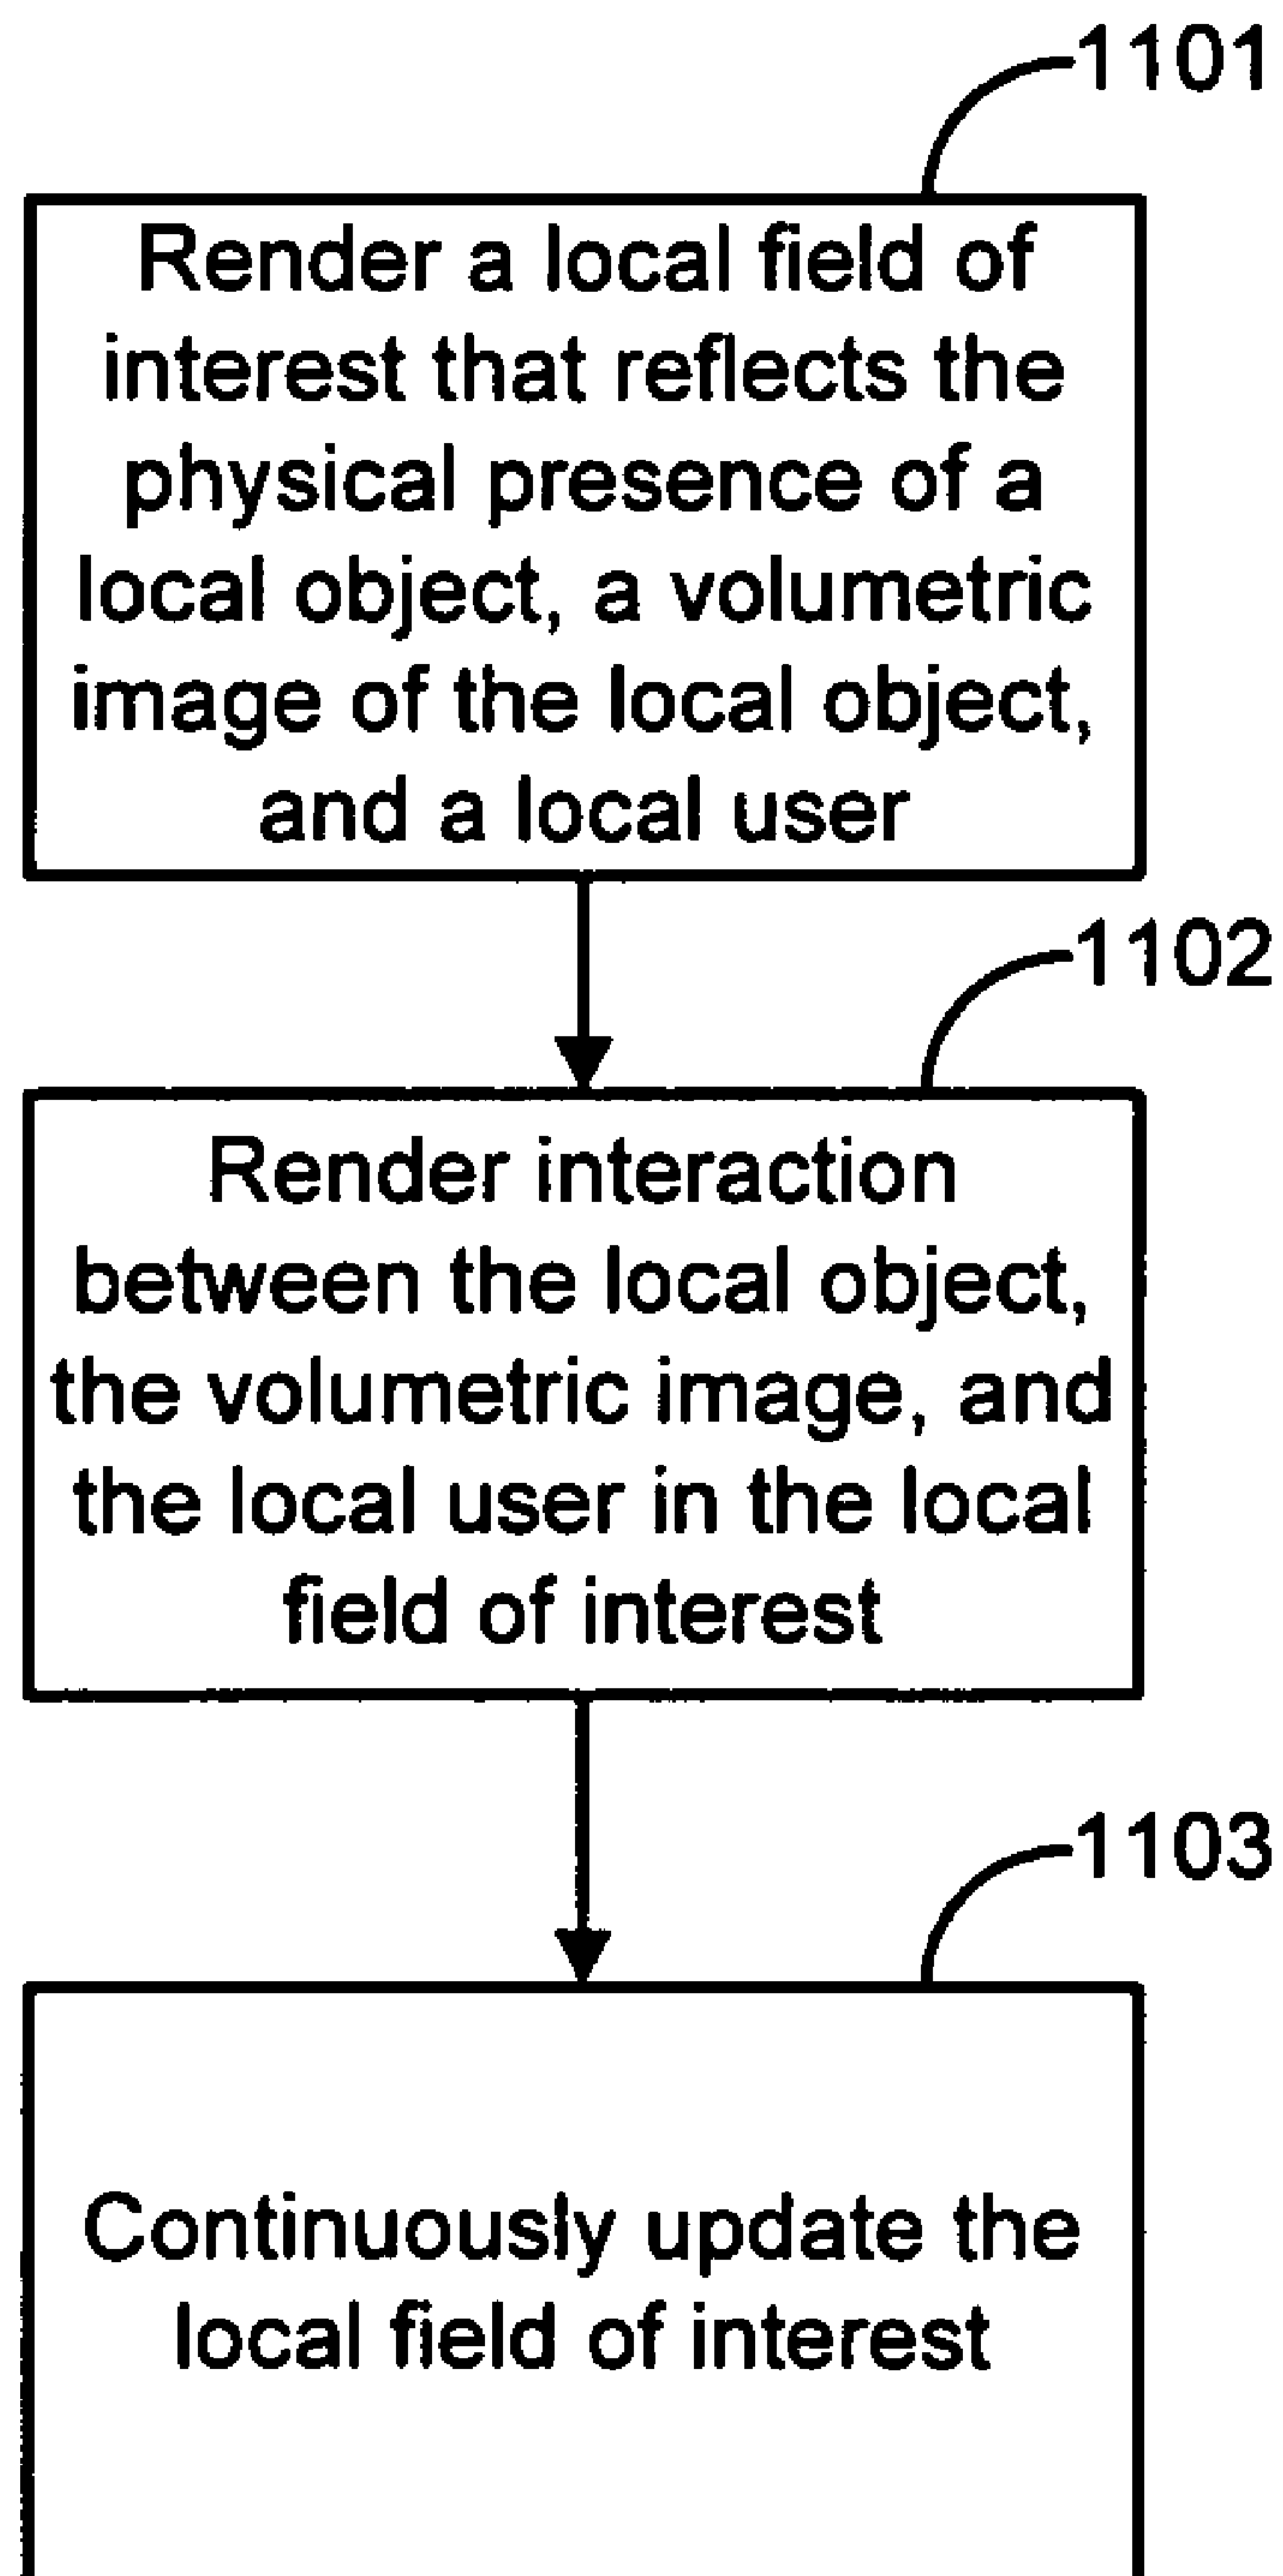 1101
Render a local field of
interest that reflects the
physical presence of a
local object, a volumetric
image of the local object,
and a local user
1102
Render interaction
between the local object,
the volumetric image, and
the local user in the local
field of interest
1103
Continuously update the
local field of interest